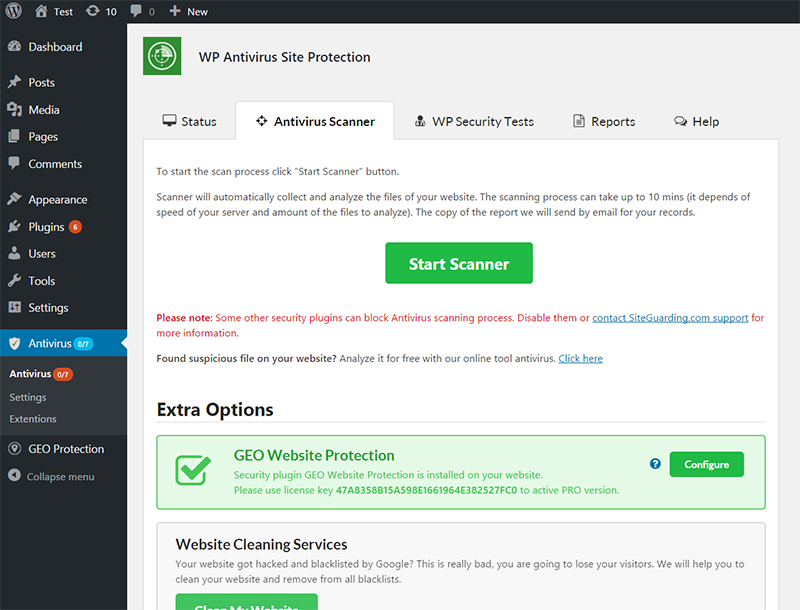 Test 10 0 New
WP Antivirus Site Protection
Dashboard
Posts
Media
Pages
Comments
Appearance
Plugins 6
Users
Tools
Settings
Antivirus 0/7
Antivirus 0/7
Settings
Extentions
GEO Protection
Collapse menu
Status Antivirus Scanner WP Security Tests Reports Help
To start the scan process click "Start Scanner" button.
Scanner will automatically collect and analyze the files of your website. The scanning process can take up to 10 mins (it depends of
speed of your server and amount of the files to analyze). The copy of the report we will send by email for your records.
Start Scanner
Please note: Some other security plugins can block Antivirus scanning process. Disable them or contact SiteGuarding.com support for
more information.
Found suspicious file on your website? Analyze it for free with our online tool antivirus. Click here
Extra Options
GEO Website Protection
Security plugin GEO Website Protection is installed on your website.
Please use license key 47A8358B15A598E1661964E382527FC0 to active PRO version.
? Configure
Website Cleaning Services
Your website got hacked and blacklisted by Google? This is really bad, you are going to lose your visitors. We will help you to
clean your website and remove from all blacklists.
Clean My Website